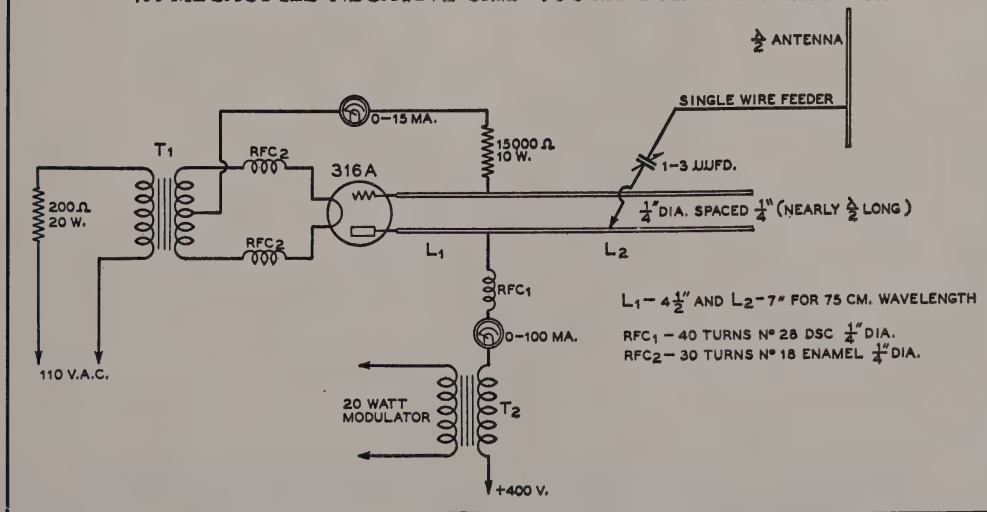 λ/2 ANTENNA
SINGLE WIRE FEEDER
0-15 MA.
15000 Ω
10 W.
1-3 µµFD.
T1
RFC2
316A
200Ω
20 W.
1/4" DIA. SPACED 1/4" (NEARLY λ/2 LONG)
RFC2
L1
L2
RFC1
L1 - 4 1/2" AND L2 - 7" FOR 75 CM. WAVELENGTH
0-100 MA.
RFC1 - 40 TURNS Nº 28 DSC 1/4" DIA.
RFC2 - 30 TURNS Nº 18 ENAMEL 1/4" DIA.
110 V.A.C.
20 WATT
MODULATOR
T2
+400 V.